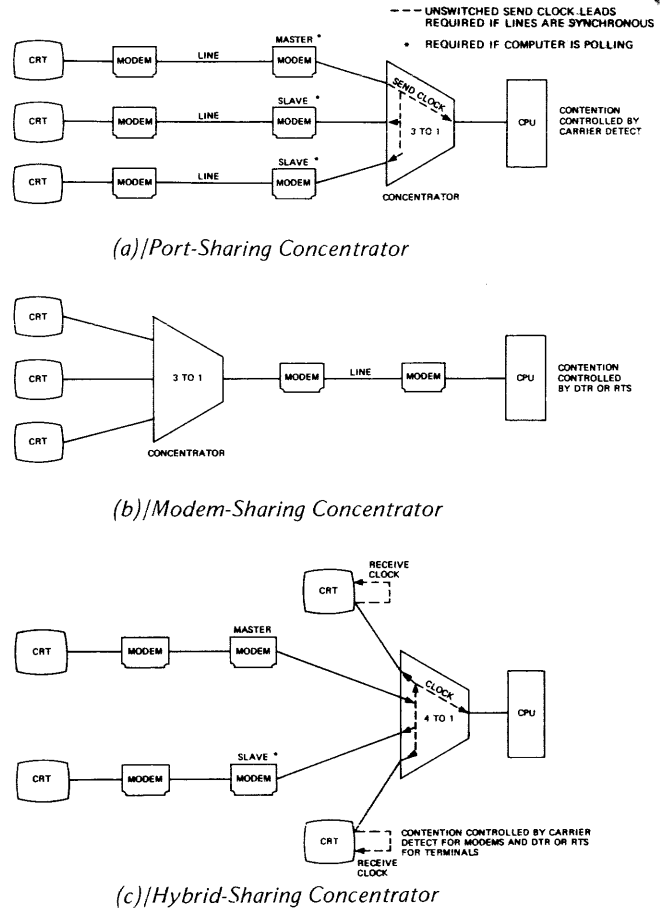 --- UNSWITCHED SEND CLOCK LEADS
REQUIRED IF LINES ARE SYNCHRONOUS
• REQUIRED IF COMPUTER IS POLLING
MASTER •
CRT MODEM LINE MODEM
SEND CLOCK
SLAVE •
CRT MODEM LINE MODEM 3 TO 1 CPU
CONTENTION
CONTROLLED BY
CARRIER DETECT
SLAVE •
CRT MODEM LINE MODEM
CONCENTRATOR
(a)/Port-Sharing Concentrator
CRT
CRT 3 TO 1 MODEM LINE MODEM CPU
CONTENTION
CONTROLLED
BY DTR OR RTS
CRT
CONCENTRATOR
(b)/Modem-Sharing Concentrator
RECEIVE
CLOCK
CRT
MASTER
CRT MODEM MODEM
CLOCK
4 TO 1 CPU
SLAVE •
CRT MODEM MODEM
CRT
CONTENTION CONTROLLED BY CARRIER
DETECT FOR MODEMS AND DTR OR RTS
FOR TERMINALS
RECEIVE
CLOCK
(c)/Hybrid-Sharing Concentrator